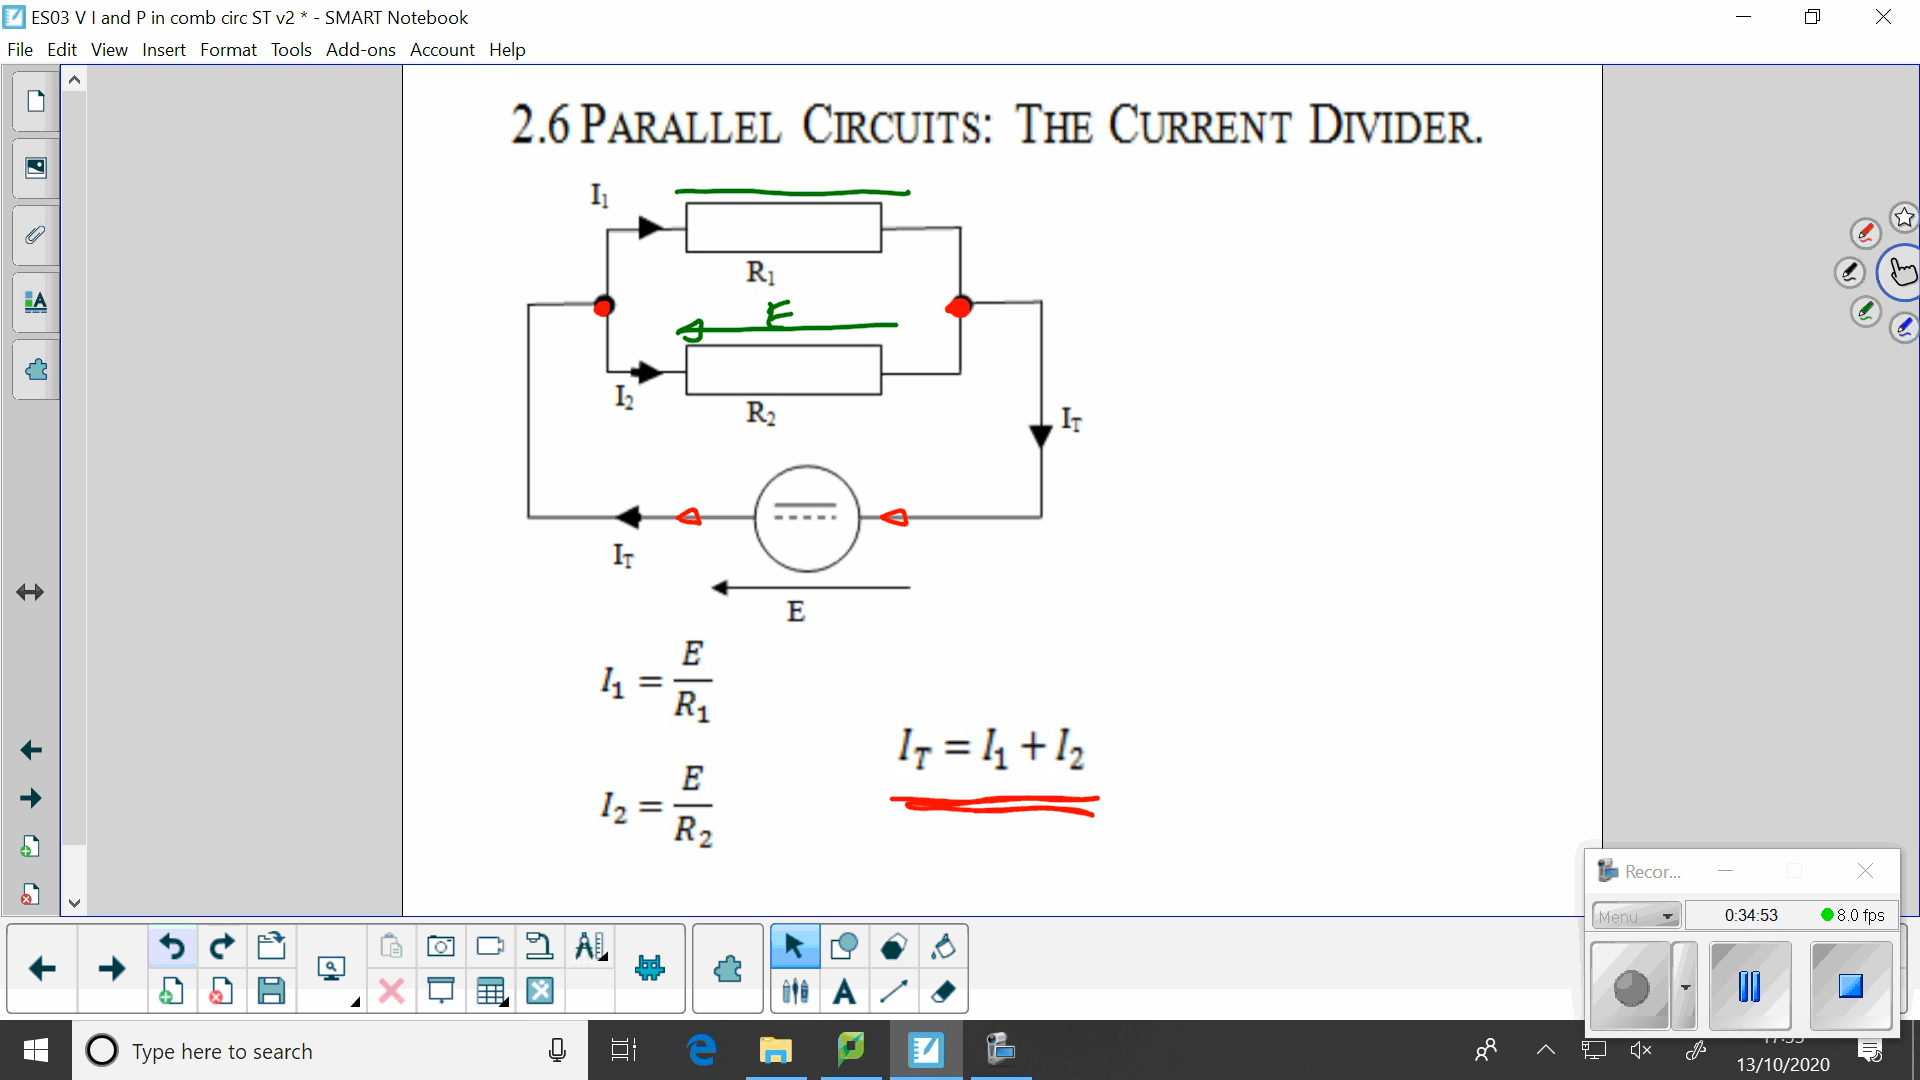 ES03 V I and P in comb circ ST v2 * - SMART Notebook
File Edit View Insert Format Tools Add-ons Account Help
2.6 PARALLEL CIRCUITS: THE CURRENT DIVIDER.
I1
R1
E
I2
R2
IT
IT
E
I1 = E/R1
IT = I1 + I2
I2 = E/R2
Recor...
Menu
0:34:53
8.0 fps
Type here to search
13/10/2020